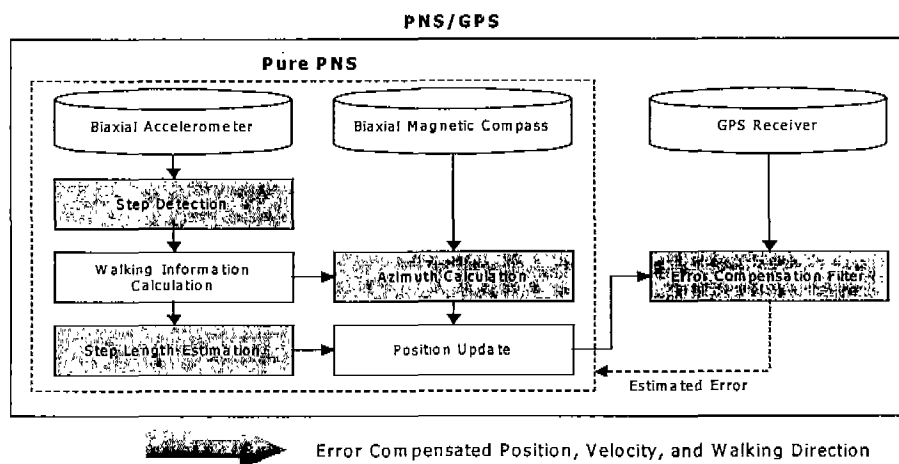 PNS/GPS
Pure PNS
Biaxial Accelerometer
Biaxial Magnetic Compass
GPS Receiver
Step Detection
Walking Information
Calculation
Azimuth Calculation
Error Compensation Filter
Step Length Estimation
Position Update
Estimated Error
Error Compensated Position, Velocity, and Walking Direction